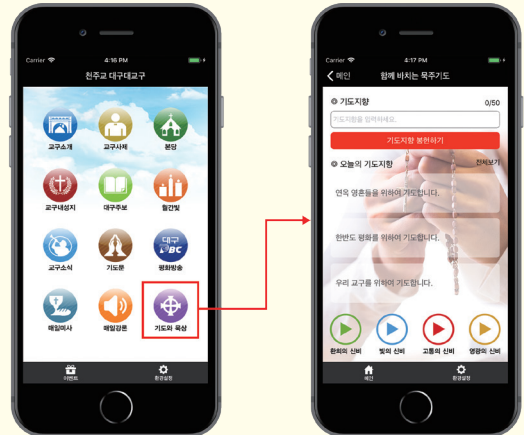 Carrier 4:16 PM
천주교 대구대교구
교구소개 교구사제 본당
교구내성지 대구주보 월간빛
대구
BC
교구소식 기도문 평화방송
매일미사 매일강론 기도와 묵상
이벤트 환경설정
Carrier 4:17 PM
메인 함께 바치는 묵주기도
기도지향 0/50
기도지향을 입력하세요.
기도지향 봉헌하기
오늘의 기도지향 전체보기
연옥 영혼들을 위하여 기도합니다.
한반도 평화를 위하여 기도합니다.
우리 교구를 위하여 기도합니다.
환희의 신비 빛의 신비 고통의 신비 영광의 신비
메인 환경설정